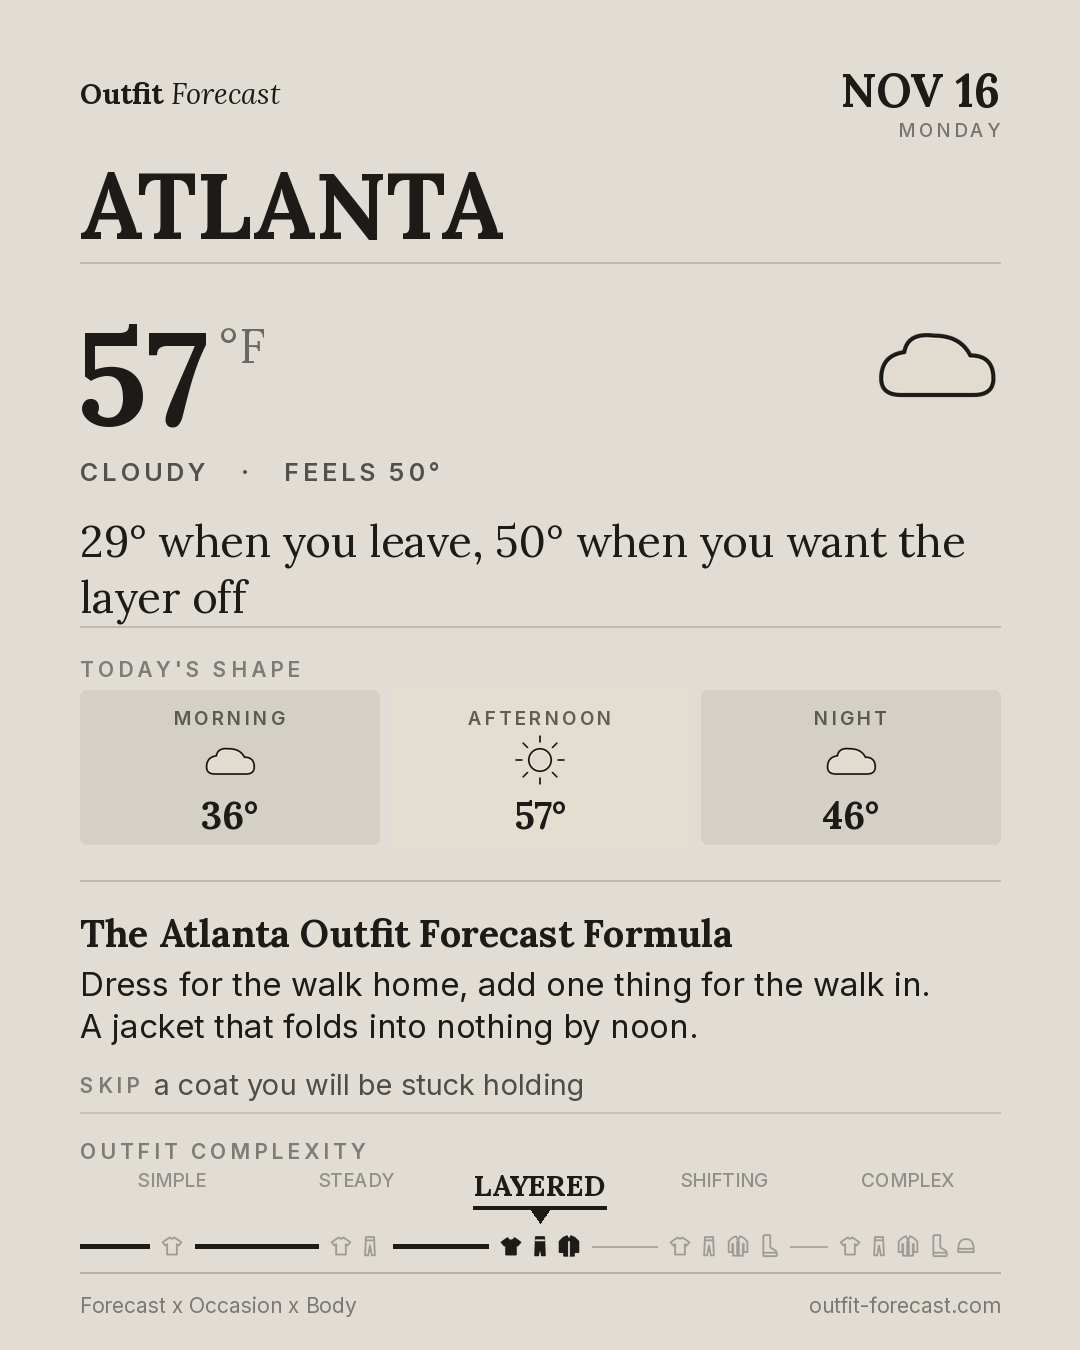 Outfit Forecast
NOV 16
MONDAY
ATLANTA
57 °F
CLOUDY · FEELS 50°
29° when you leave, 50° when you want the
layer off
TODAY'S SHAPE
MORNING
36°
AFTERNOON
57°
NIGHT
46°
The Atlanta Outfit Forecast Formula
Dress for the walk home, add one thing for the walk in.
A jacket that folds into nothing by noon.
SKIP a coat you will be stuck holding
OUTFIT COMPLEXITY
SIMPLE STEADY LAYERED SHIFTING COMPLEX
Forecast x Occasion x Body
outfit-forecast.com